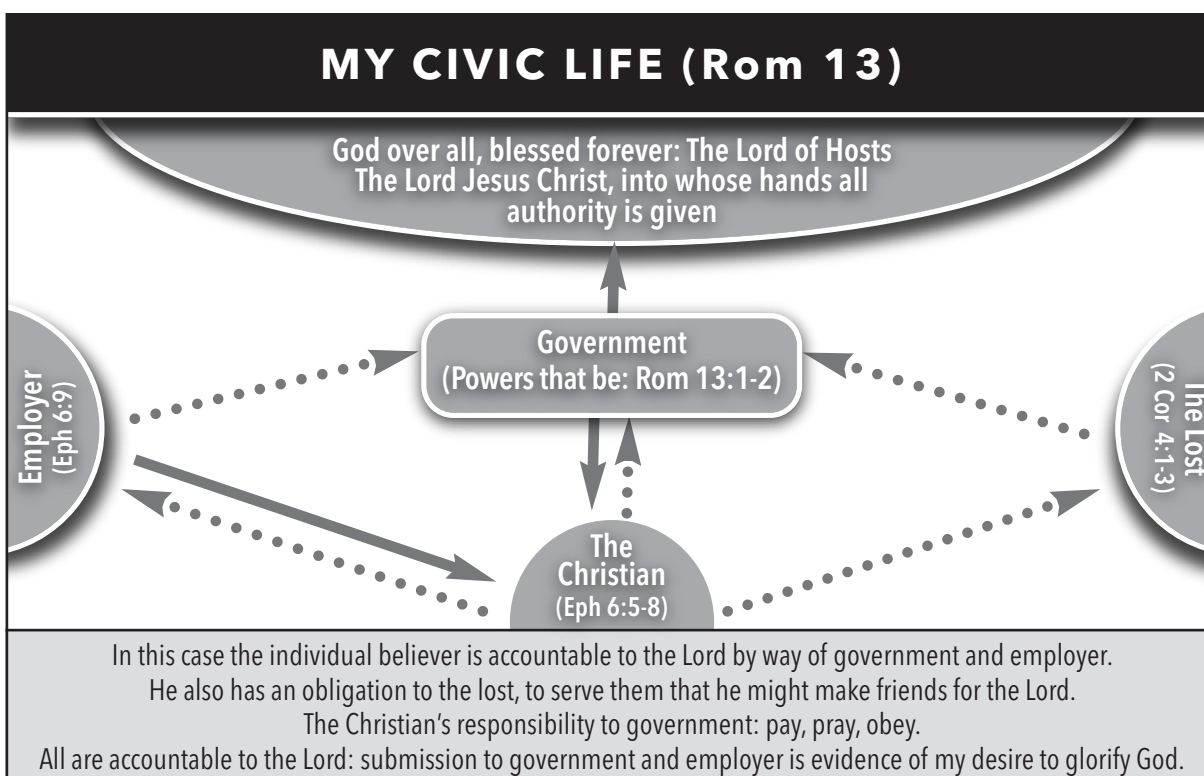 MY CIVIC LIFE (Rom 13)
God over all, blessed forever: The Lord of Hosts
The Lord Jesus Christ, into whose hands all
authority is given
Government
(Powers that be: Rom 13:1-2)
Employer
(Eph 6:9)
The Lost
(2 Cor 4:1-3)
The
Christian
(Eph 6:5-8)
In this case the individual believer is accountable to the Lord by way of government and employer.
He also has an obligation to the lost, to serve them that he might make friends for the Lord.
The Christian's responsibility to government: pay, pray, obey.
All are accountable to the Lord: submission to government and employer is evidence of my desire to glorify God.